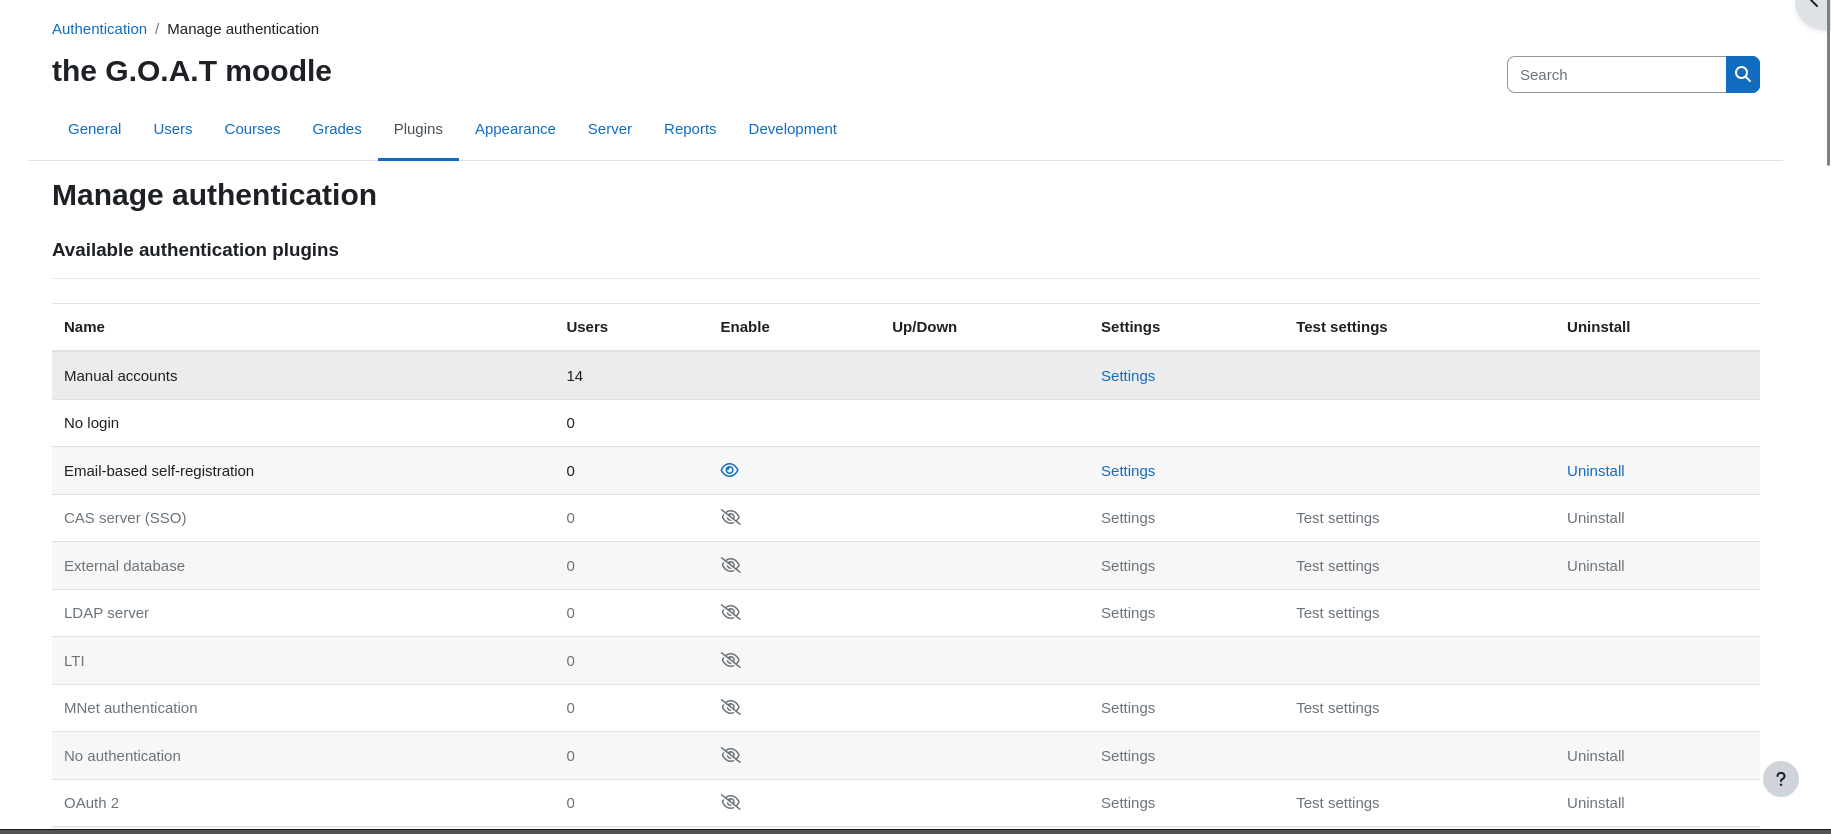 Authentication / Manage authentication
the G.O.A.T moodle
Search
General Users Courses Grades Plugins Appearance Server Reports Development
Manage authentication
Available authentication plugins
Name Users Enable Up/Down Settings Test settings Uninstall
Manual accounts 14 Settings
No login 0
Email-based self-registration 0 Settings Uninstall
CAS server (SSO) 0 Settings Test settings Uninstall
External database 0 Settings Test settings Uninstall
LDAP server 0 Settings Test settings
LTI 0
MNet authentication 0 Settings Test settings
No authentication 0 Settings Uninstall
?
OAuth 2 0 Settings Test settings Uninstall